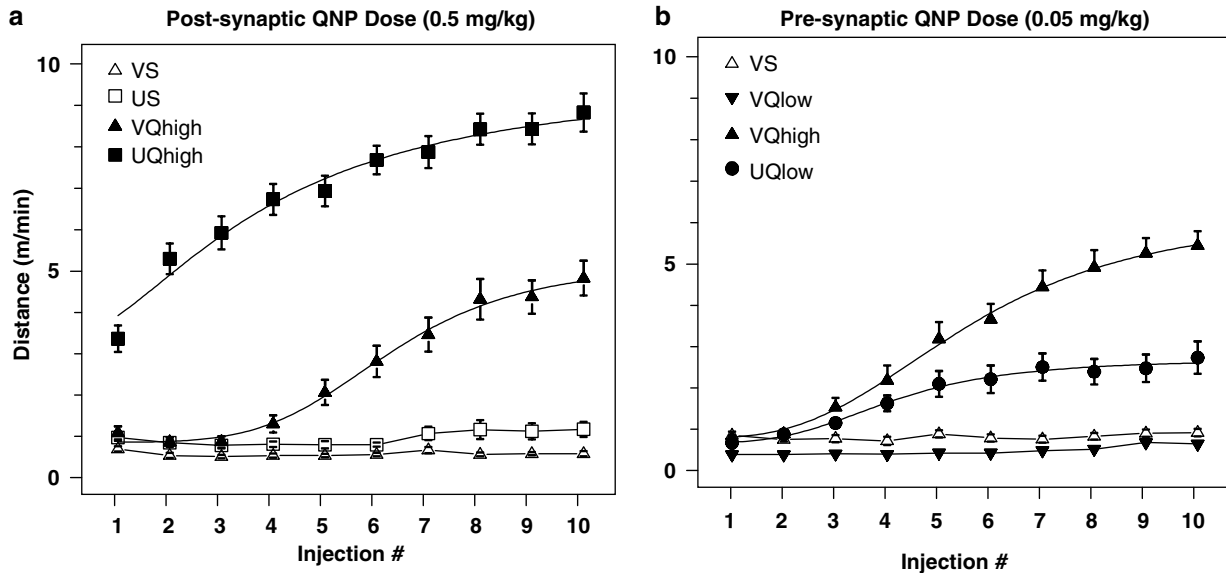 a
Post-synaptic QNP Dose (0.5 mg/kg)
10
5
0
Distance (m/min)
VS
US
VQhigh
UQhigh
1 2 3 4 5 6 7 8 9 10
Injection #
b
Pre-synaptic QNP Dose (0.05 mg/kg)
10
5
0
VS
VQlow
VQhigh
UQlow
1 2 3 4 5 6 7 8 9 10
Injection #